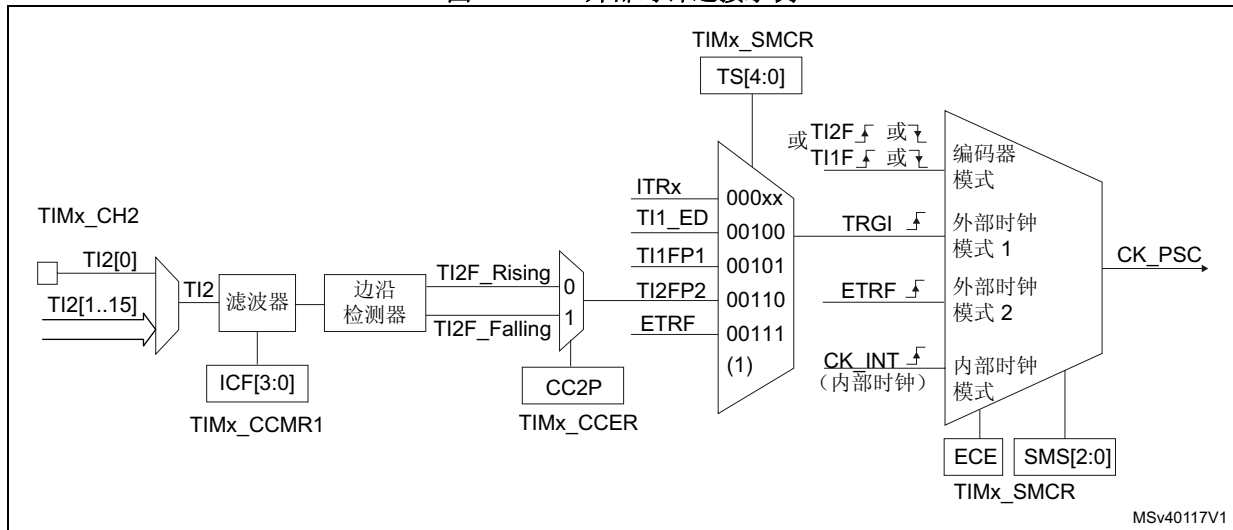 TIMx_SMCR
TS[4:0]
TIMx_CH2
TI2[0]
TI2[1..15]
TI2
滤波器
ICF[3:0]
TIMx_CCMR1
边沿
检测器
TI2F_Rising
TI2F_Falling
0
1
CC2P
TIMx_CCER
ITRx
TI1_ED
TI1FP1
TI2FP2
ETRF
000xx
00100
00101
00110
00111
(1)
或 TI2F 或
TI1F 或
编码器
模式
TRGI
外部时钟
模式 1
ETRF
外部时钟
模式 2
CK_INT
（内部时钟）
内部时钟
模式
CK_PSC
ECE
SMS[2:0]
TIMx_SMCR
MSv40117V1